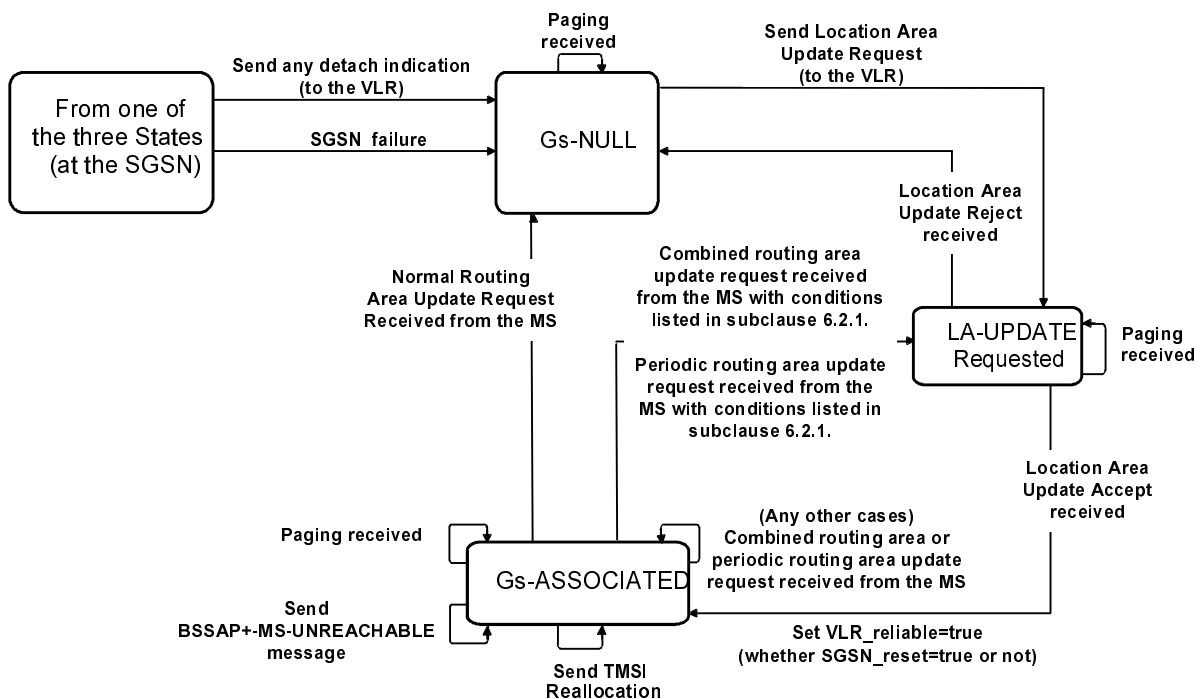 Paging
received
Send Location Area
Update Request
(to the VLR)
Send any detach indication
(to the VLR)
From one of
the three States
(at the SGSN)
SGSN failure
Gs-NULL
Location Area
Update Reject
received
Normal Routing
Area Update Request
Received from the MS
Combined routing area
update request received
from the MS with conditions
listed in subclause 6.2.1.
LA-UPDATE
Requested
Paging
received
Periodic routing area update
request received from the
MS with conditions listed in
subclause 6.2.1.
Location Area
Update Accept
received
Paging received
(Any other cases)
Combined routing area or
periodic routing area update
request received from the MS
Gs-ASSOCIATED
Send
BSSAP+-MS-UNREACHABLE
message
Set VLR_reliable=true
(whether SGSN_reset=true or not)
Send TMSI
Reallocation